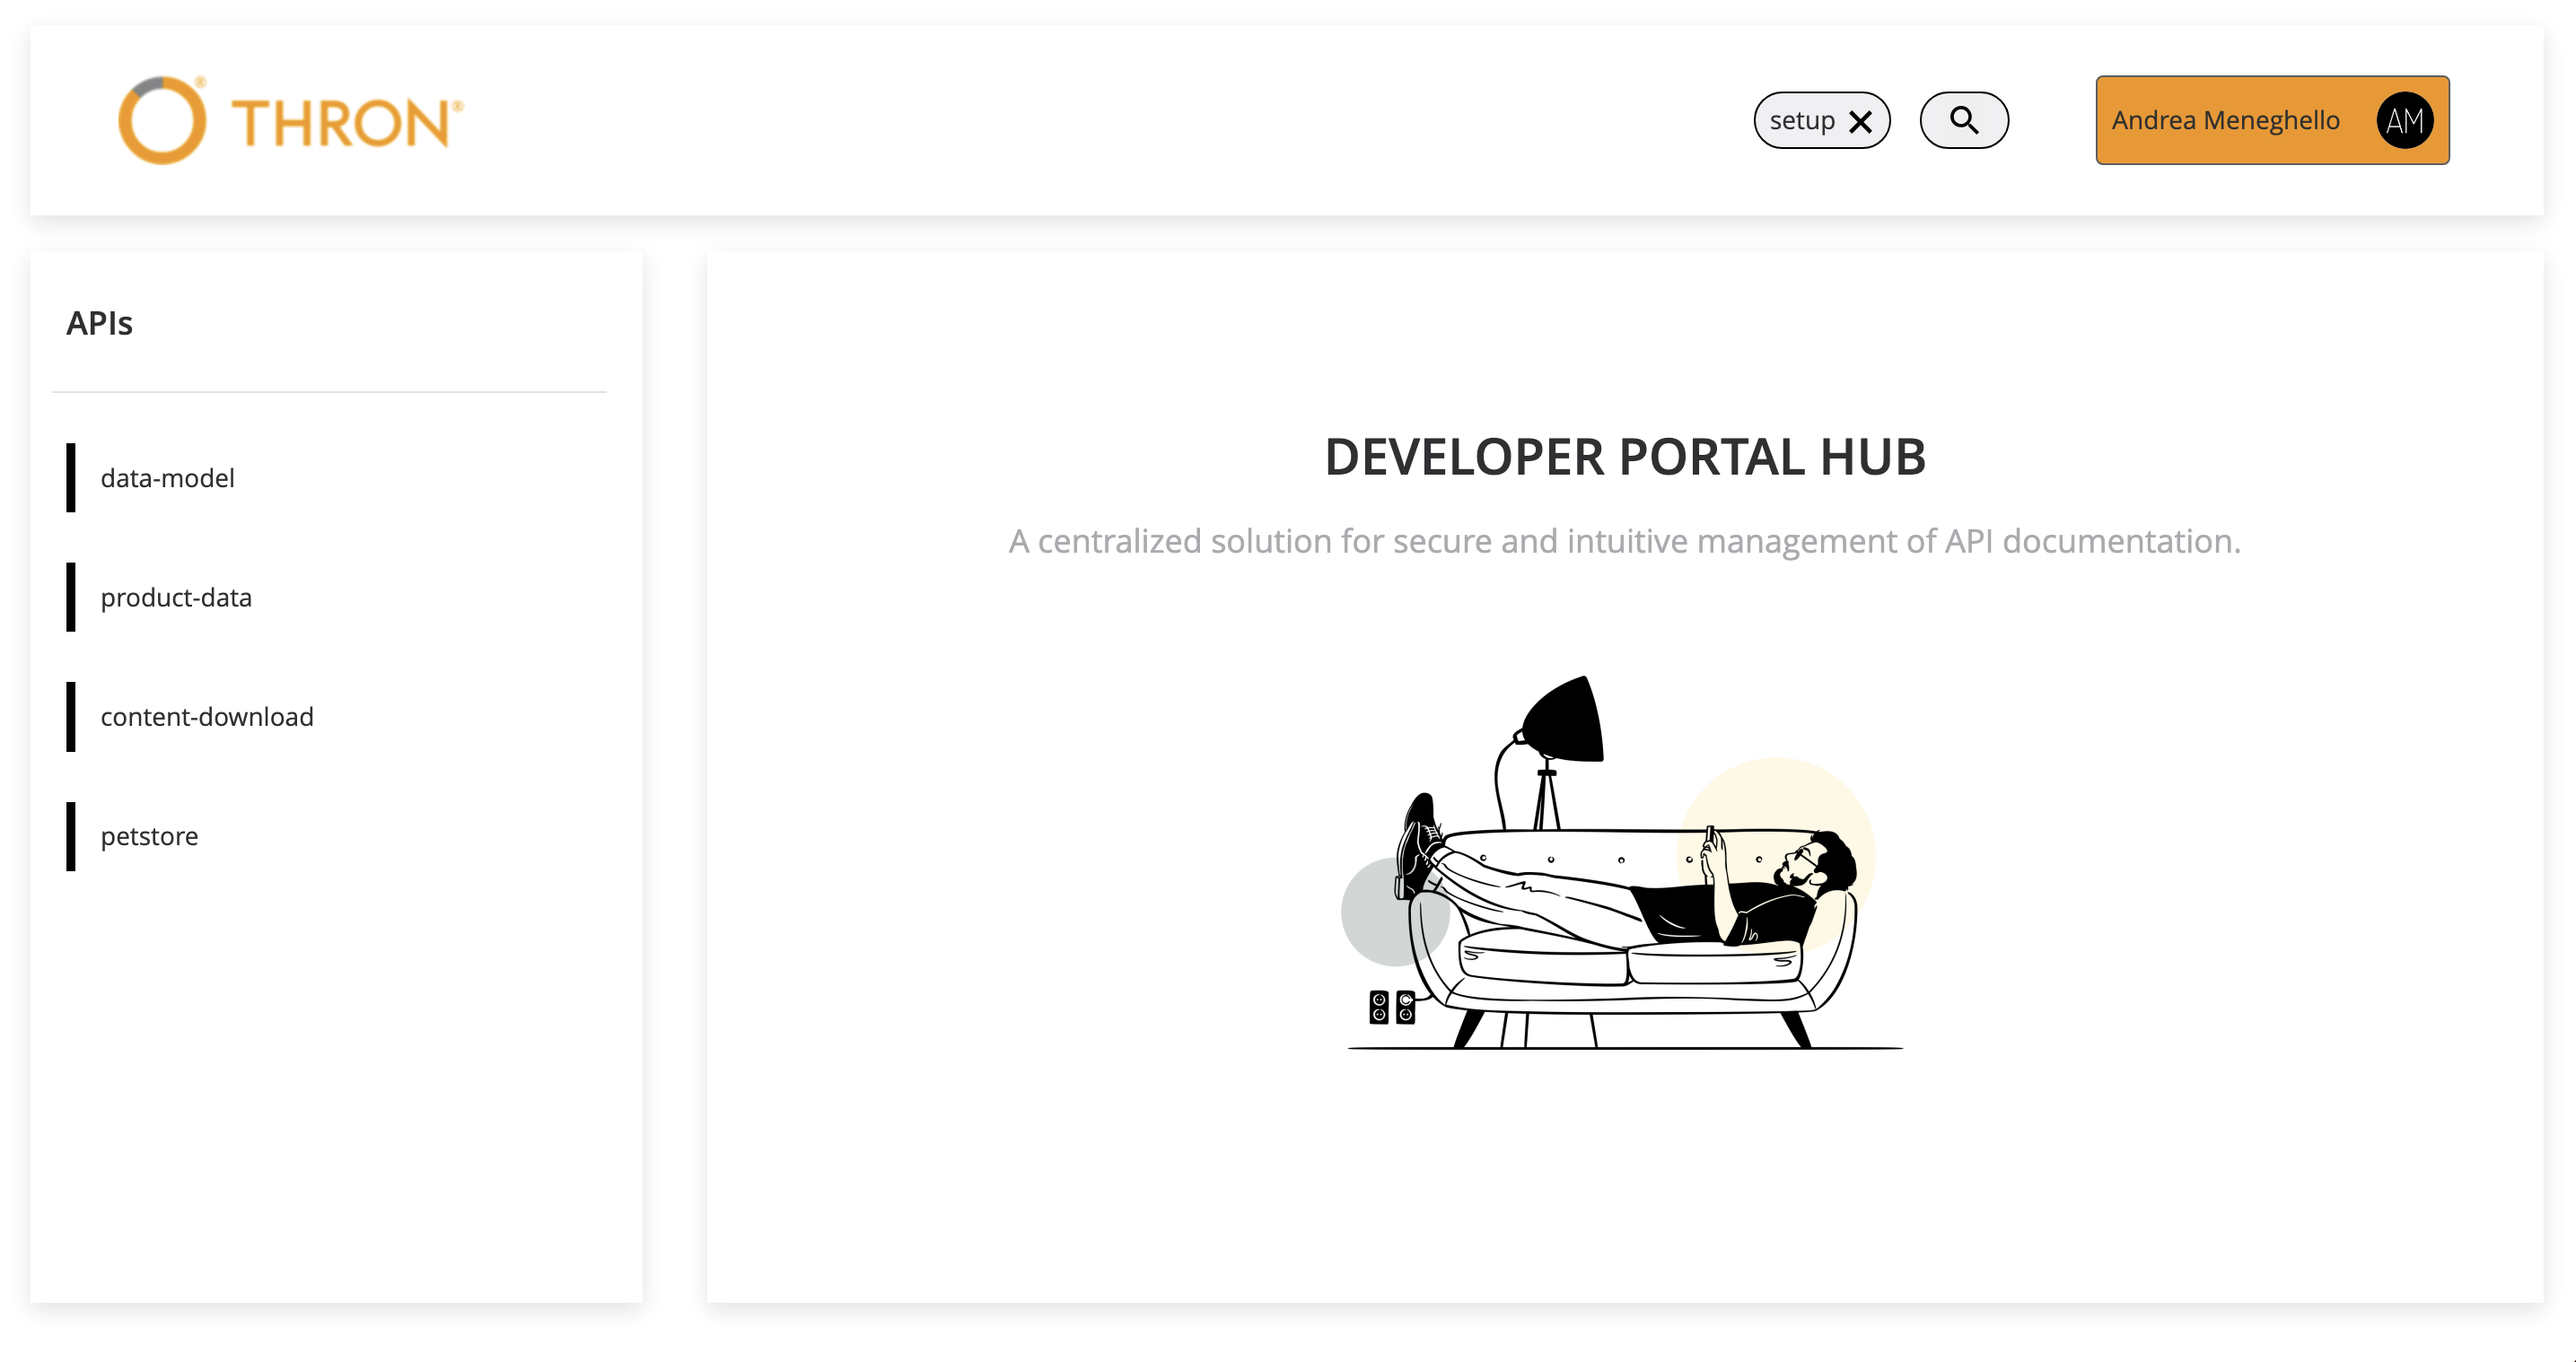 THRON®
setup
Andrea Meneghello
AM
APIs
data-model
product-data
content-download
petstore
DEVELOPER PORTAL HUB
A centralized solution for secure and intuitive management of API documentation.